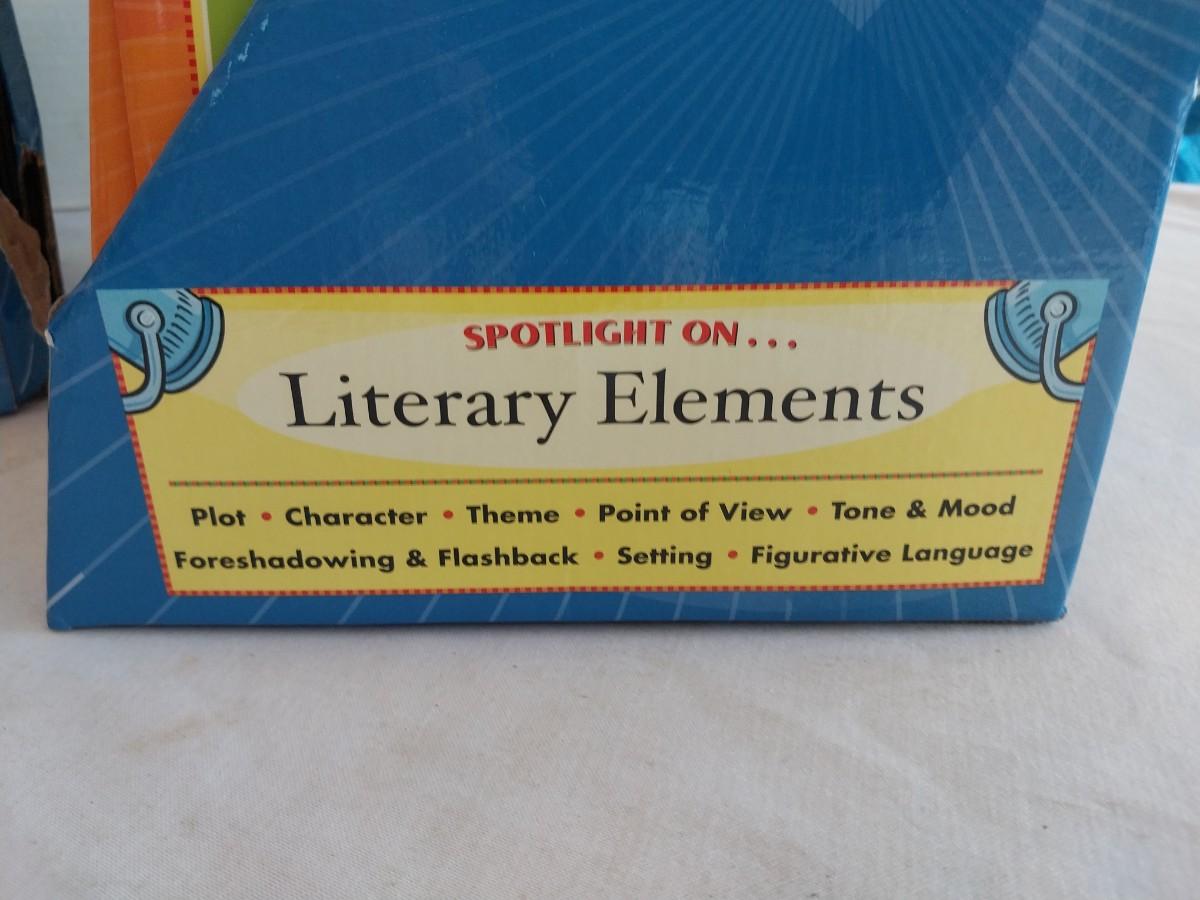 SPOTLIGHT ON...
Literary Elements
Plot • Character • Theme • Point of View • Tone & Mood
Foreshadowing & Flashback • Setting • Figurative Language